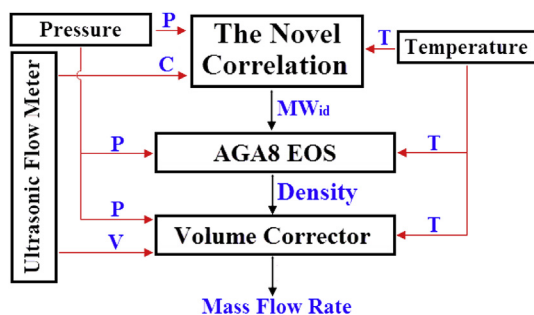 Pressure
P
The Novel
Correlation
T
Temperature
Ultrasonic Flow Meter
C
MWid
P
AGA8 EOS
T
Density
P
Volume Corrector
T
V
Mass Flow Rate